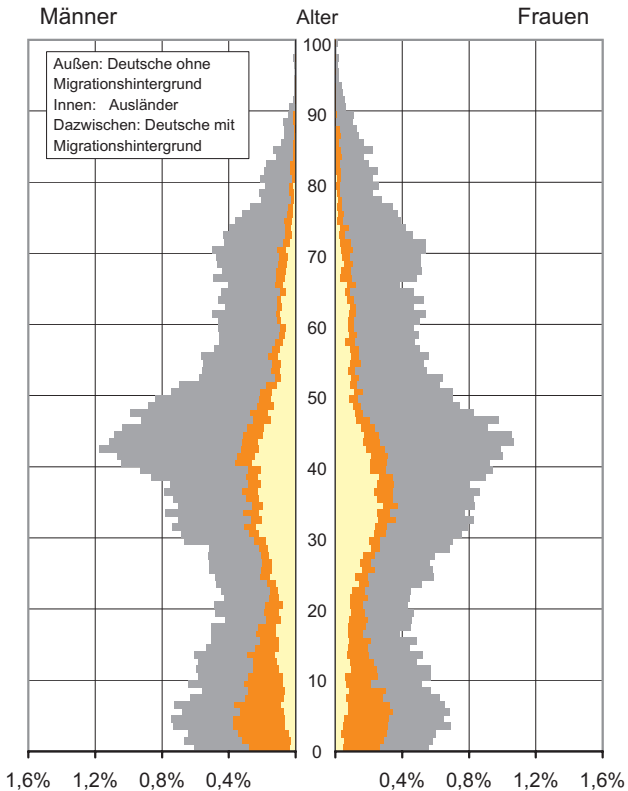 Männer Alter Frauen
Außen: Deutsche ohne
Migrationshintergrund
Innen: Ausländer
Dazwischen: Deutsche mit
Migrationshintergrund
100
90
80
70
60
50
40
30
20
10
0
1,6% 1,2% 0,8% 0,4% 0,4% 0,8% 1,2% 1,6%